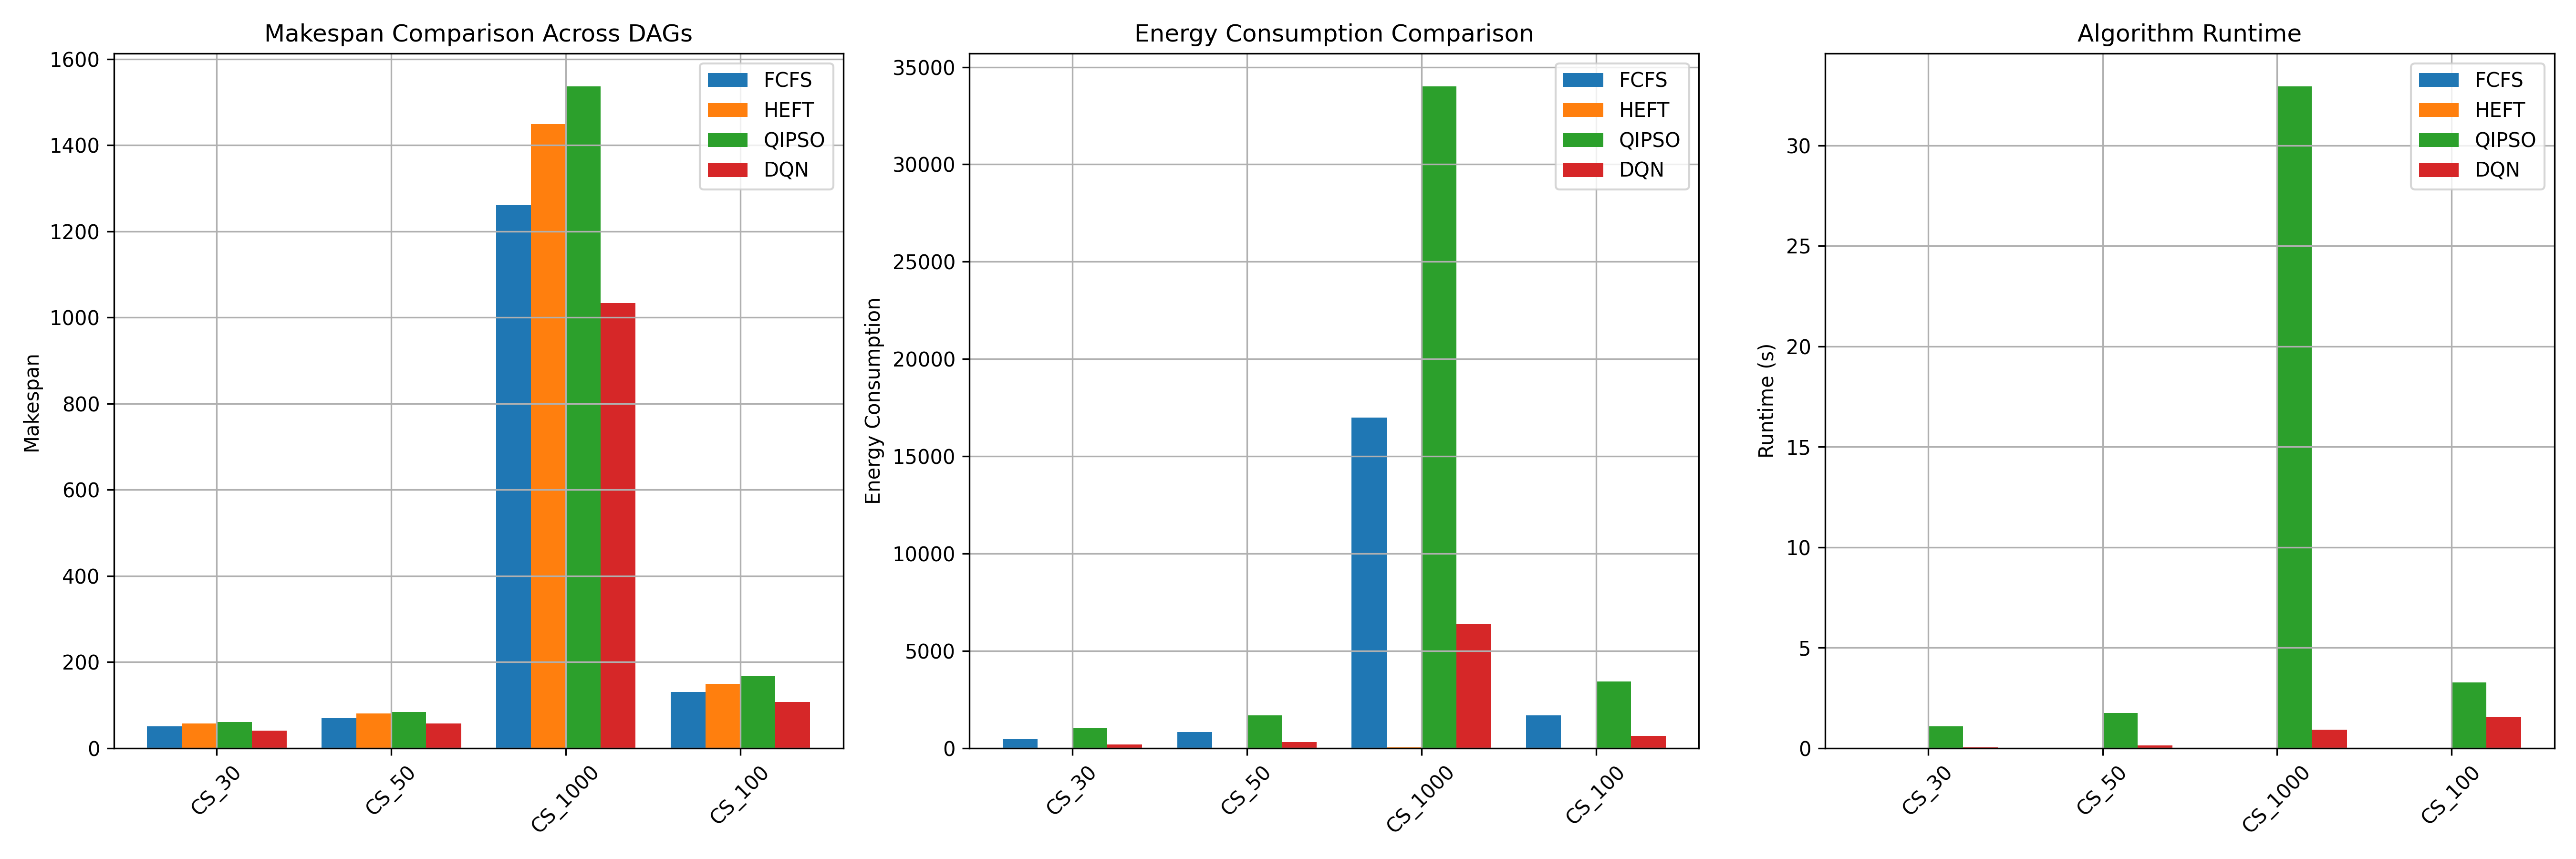 Makespan Comparison Across DAGs
Makespan
1600
1400
1200
1000
800
600
400
200
0
CS_30
CS_50
CS_1000
CS_100
FCFS
HEFT
QIPSO
DQN
Energy Consumption Comparison
Energy Consumption
35000
30000
25000
20000
15000
10000
5000
0
CS_30
CS_50
CS_1000
CS_100
FCFS
HEFT
QIPSO
DQN
Algorithm Runtime
Runtime (s)
30
25
20
15
10
5
0
CS_30
CS_50
CS_1000
CS_100
FCFS
HEFT
QIPSO
DQN